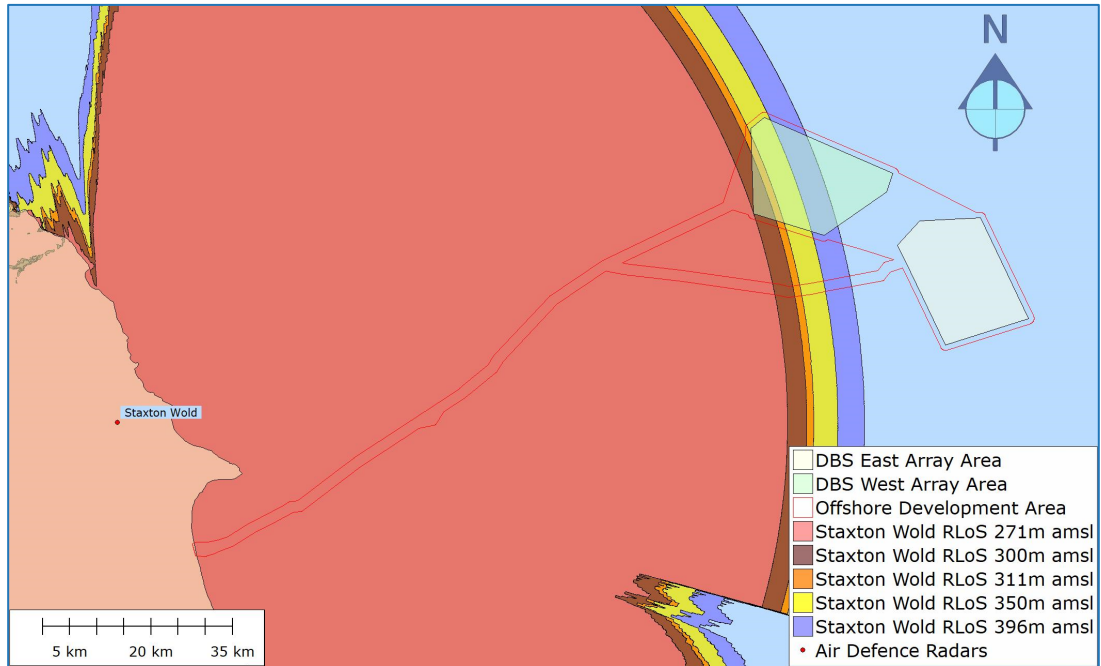 N
Staxton Wold
DBS East Array Area
DBS West Array Area
Offshore Development Area
Staxton Wold RLoS 271m amsl
Staxton Wold RLoS 300m amsl
Staxton Wold RLoS 311m amsl
Staxton Wold RLoS 350m amsl
Staxton Wold RLoS 396m amsl
Air Defence Radars
5 km 20 km 35 km